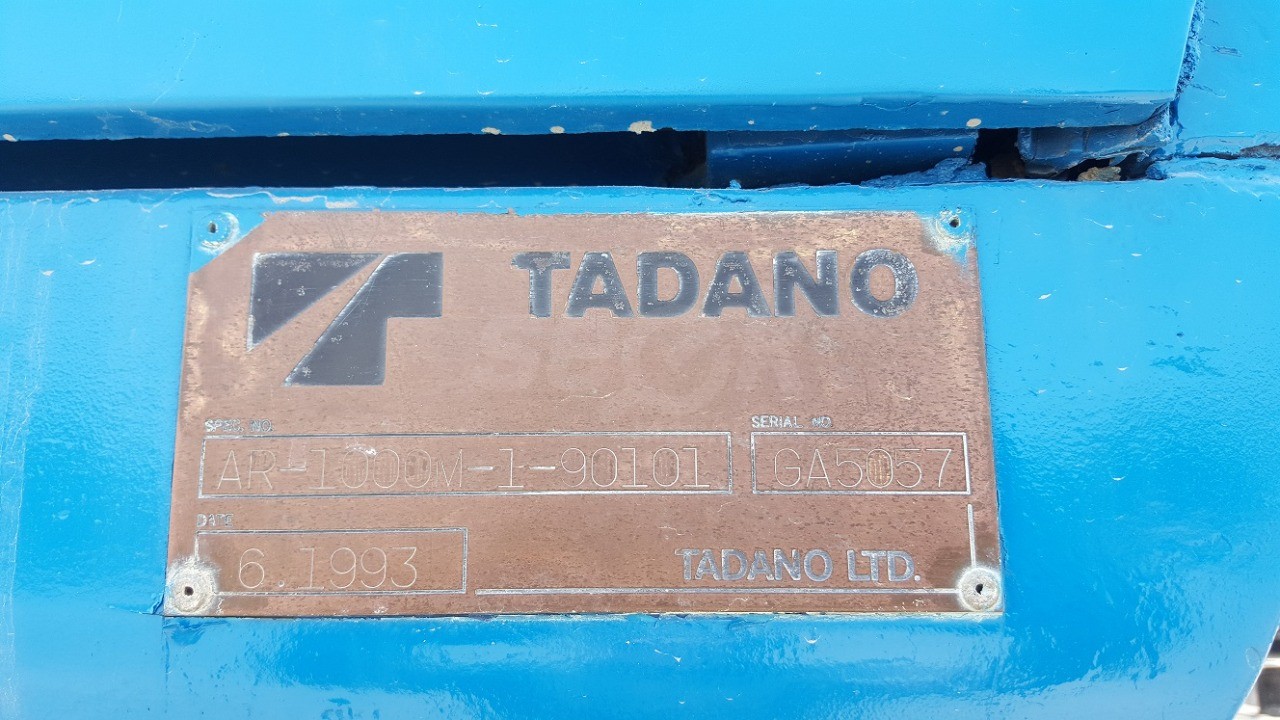 TADANO
SPEC. NO.
SERIAL NO.
AR-1000M-1-90101
GA5057
DATE
6.1993
TADANO LTD.